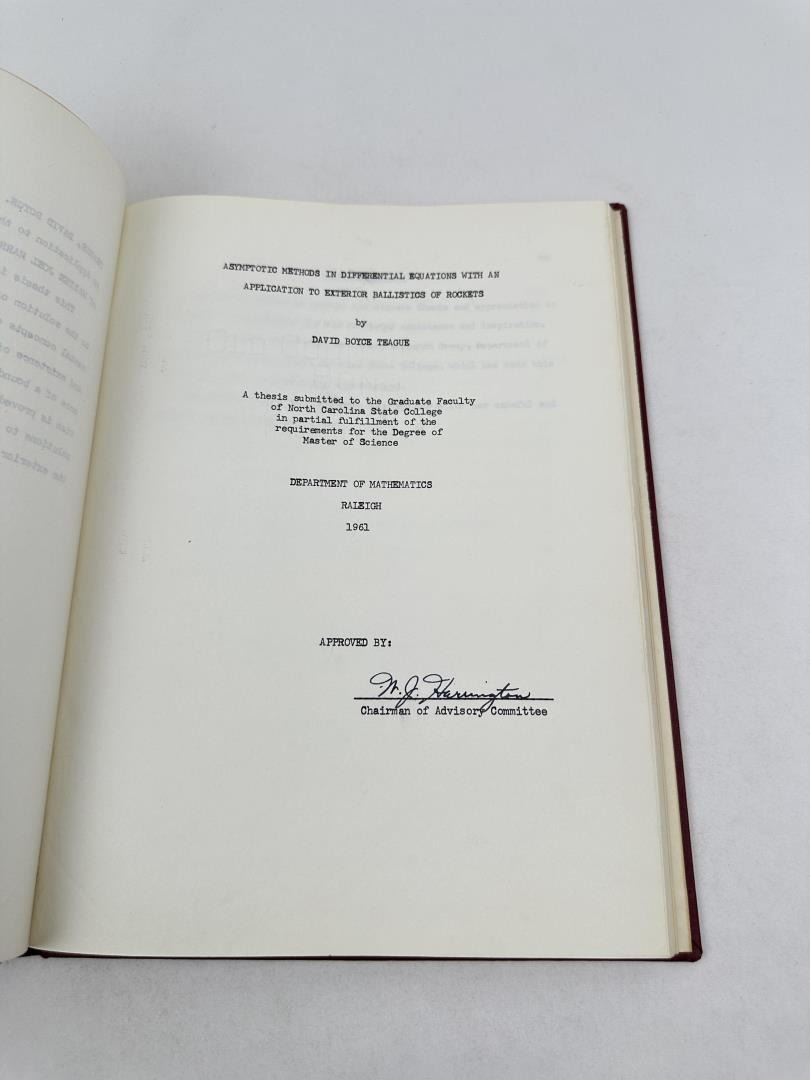 ASYMPTOTIC METHODS IN DIFFERENTIAL EQUATIONS WITH AN
APPLICATION TO EXTERIOR BALLISTICS OF ROCKETS
by
DAVID BOYCE TEAGUE
A thesis submitted to the Graduate Faculty
of North Carolina State College
in partial fulfillment of the
requirements for the Degree of
Master of Science
DEPARTMENT OF MATHEMATICS
RALEIGH
1961
APPROVED BY:
W. J. Harrington
Chairman of Advisory Committee